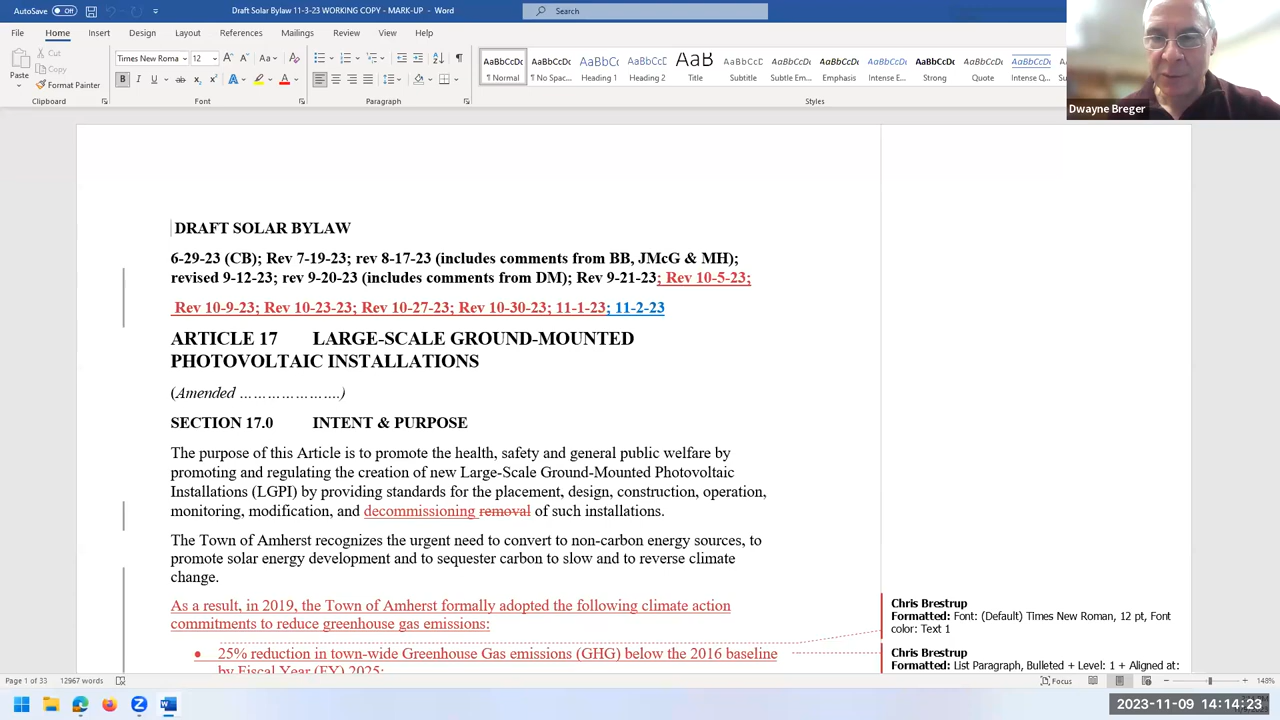 AutoSave Off Draft Solar Bylaw 11-3-23 WORKING COPY - MARK-UP - Word Search
File Home Insert Design Layout References Mailings Review View Help
Paste Cut Copy Format Painter Clipboard
Times New Roma 12 Font
Paragraph
AaBbCcDc AaBbCcDc AaBbCcD AaBbCcD AaB AaBbCcD AaBbCcDc AaBbCcDc AaBbCcDc AaBbCcDc AaBbCcDc AaBbCcDc
¶ Normal ¶ No Spac... Heading 1 Heading 2 Title Subtitle Subtle Em... Emphasis Intense E... Strong Quote Intense Q...
Styles
Dwayne Breger
DRAFT SOLAR BYLAW
6-29-23 (CB); Rev 7-19-23; rev 8-17-23 (includes comments from BB, JMcG & MH);
revised 9-12-23; rev 9-20-23 (includes comments from DM); Rev 9-21-23; Rev 10-5-23;
Rev 10-9-23; Rev 10-23-23; Rev 10-27-23; Rev 10-30-23; 11-1-23; 11-2-23
ARTICLE 17 LARGE-SCALE GROUND-MOUNTED
PHOTOVOLTAIC INSTALLATIONS
(Amended ………………….)
SECTION 17.0 INTENT & PURPOSE
The purpose of this Article is to promote the health, safety and general public welfare by
promoting and regulating the creation of new Large-Scale Ground-Mounted Photovoltaic
Installations (LGPI) by providing standards for the placement, design, construction, operation,
monitoring, modification, and decommissioning removal of such installations.
The Town of Amherst recognizes the urgent need to convert to non-carbon energy sources, to
promote solar energy development and to sequester carbon to slow and to reverse climate
change.
As a result, in 2019, the Town of Amherst formally adopted the following climate action
commitments to reduce greenhouse gas emissions:
• 25% reduction in town-wide Greenhouse Gas emissions (GHG) below the 2016 baseline
by Fiscal Year (FY) 2025;
Chris Brestrup
Formatted: Font: (Default) Times New Roman, 12 pt, Font
color: Text 1
Chris Brestrup
Formatted: List Paragraph, Bulleted + Level: 1 + Aligned at:
Page 1 of 33 12967 words Focus 148%
2023-11-09 14:14:23